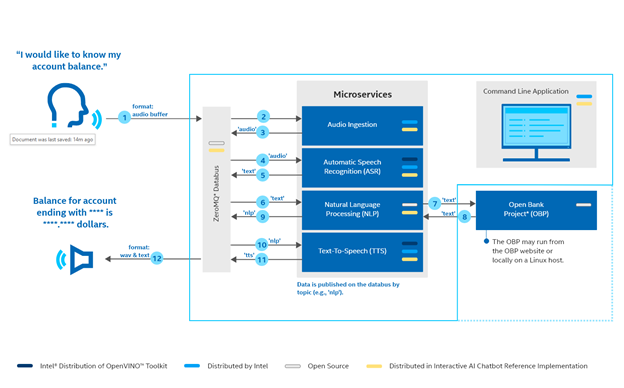 “I would like to know my
account balance.”
Document was last saved: 14m ago
1
format:
audio buffer
ZeroMQ* Databus
Microservices
Command Line Application
2
'audio'
3
Audio Ingestion
4
'audio'
'text'
5
Automatic Speech
Recognition (ASR)
6
'text'
'nlp'
9
Natural Language
Processing (NLP)
7
'text'
'text'
8
Open Bank
Project* (OBP)
Balance for account
ending with **** is
****.**** dollars.
format:
wav & text
12
10
'nlp'
'tts'
11
Text-To-Speech (TTS)
The OBP may run from
the OBP website or
locally on a Linux host.
Data is published on the databus by
topic (e.g., 'nlp').
Intel® Distribution of OpenVINO™ Toolkit
Distributed by Intel
Open Source
Distributed in Interactive AI Chatbot Reference Implementation